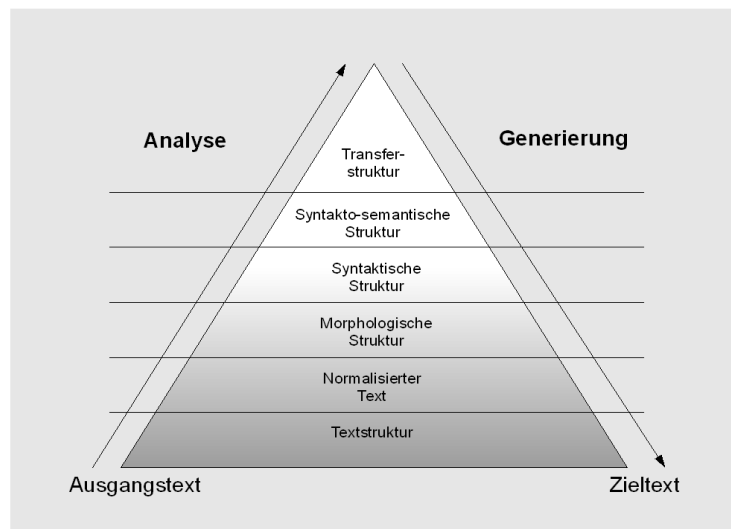 Analyse
Generierung
Transfer-
struktur
Syntakto-semantische
Struktur
Syntaktische
Struktur
Morphologische
Struktur
Normalisierter
Text
Textstruktur
Ausgangstext
Zieltext